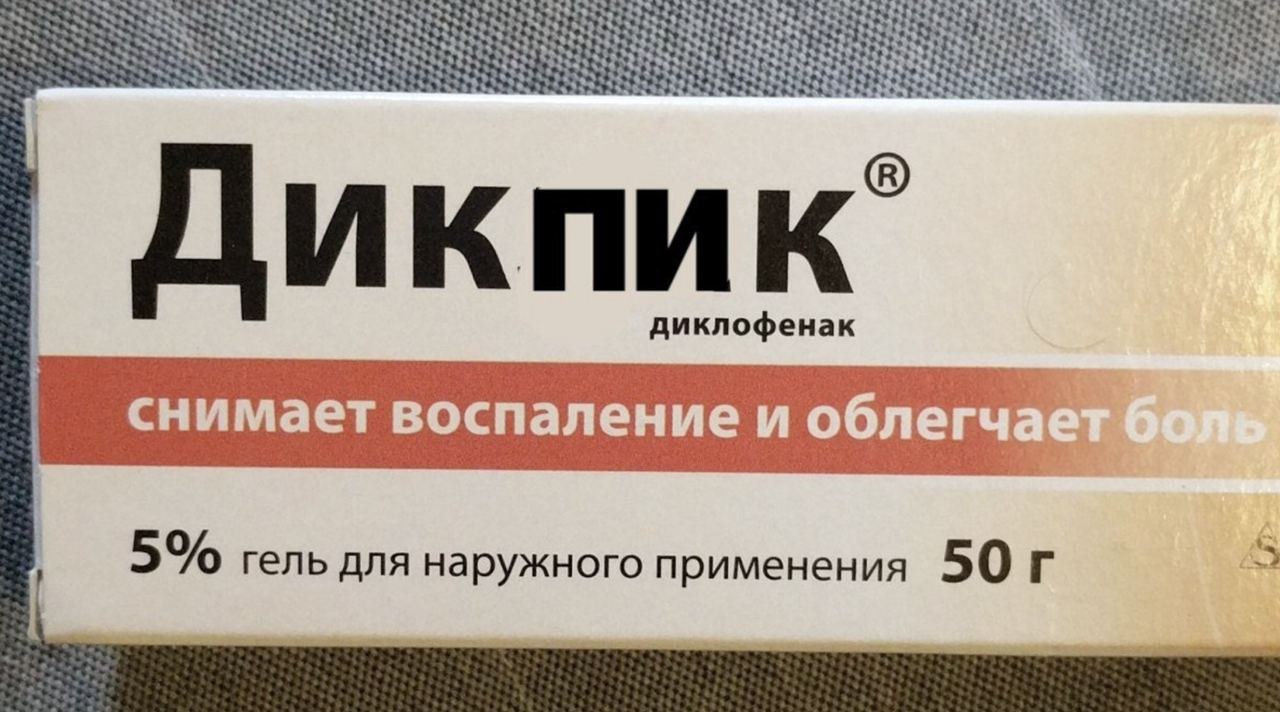 Дикпик®
диклофенак
снимает воспаление и облегчает боль
5% гель для наружного применения 50 г